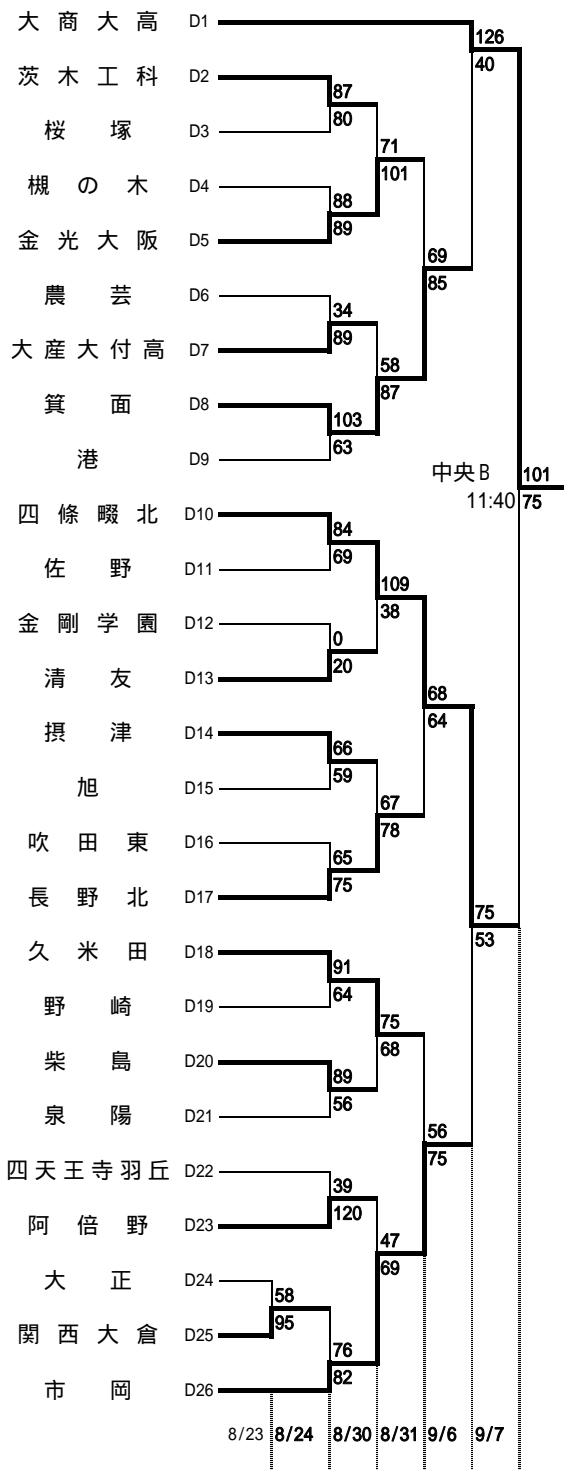 大商大高 D1
126
40
茨木工科 D2
87
80
桜塚 D3
71
101
槻の木 D4
88
89
金光大阪 D5
69
85
農芸 D6
34
89
大産大付高 D7
58
87
箕面 D8
103
63
港 D9
中央B 101
11:40 75
四條畷北 D10
84
69
佐野 D11
109
38
金剛学園 D12
0
20
清友 D13
68
64
摂津 D14
66
59
旭 D15
67
78
吹田東 D16
65
75
長野北 D17
75
53
久米田 D18
91
64
野崎 D19
75
68
柴島 D20
89
56
泉陽 D21
56
75
四天王寺羽丘 D22
39
120
阿倍野 D23
47
69
大正 D24
58
95
関西大倉 D25
76
82
市岡 D26
8/23 8/24 8/30 8/31 9/6 9/7